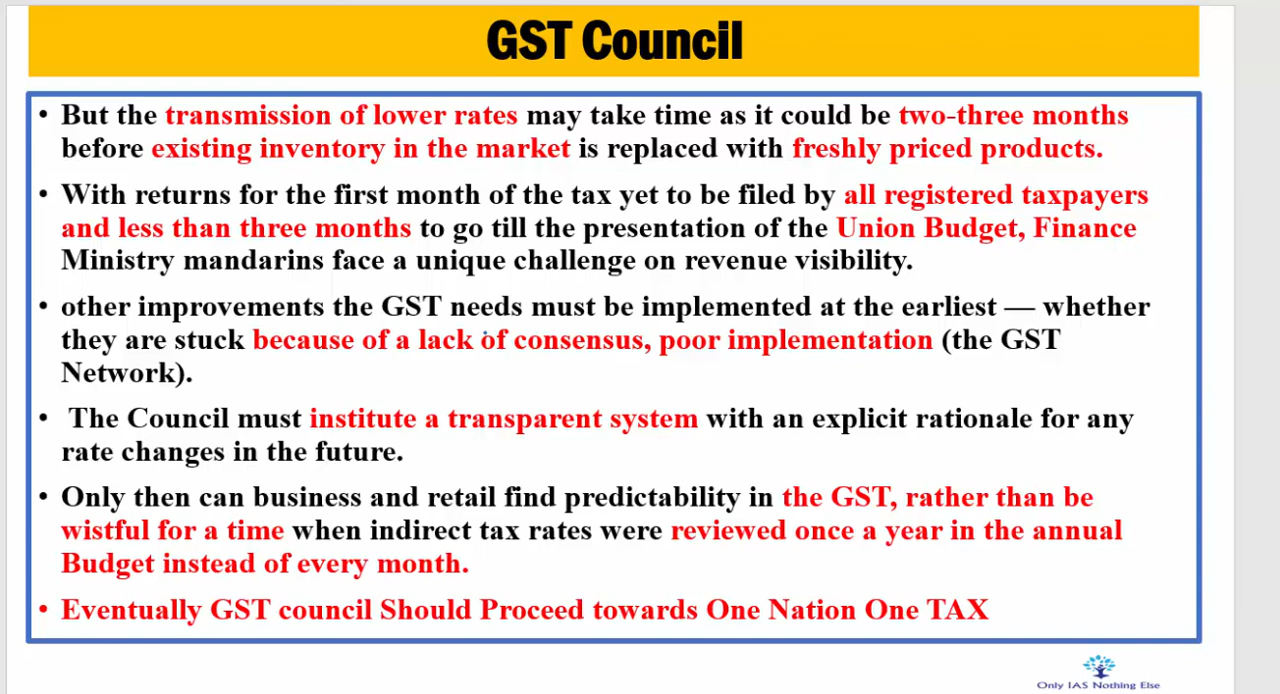 GST Council
• But the transmission of lower rates may take time as it could be two-three months
before existing inventory in the market is replaced with freshly priced products.
• With returns for the first month of the tax yet to be filed by all registered taxpayers
and less than three months to go till the presentation of the Union Budget, Finance
Ministry mandarins face a unique challenge on revenue visibility.
• other improvements the GST needs must be implemented at the earliest — whether
they are stuck because of a lack of consensus, poor implementation (the GST
Network).
• The Council must institute a transparent system with an explicit rationale for any
rate changes in the future.
• Only then can business and retail find predictability in the GST, rather than be
wistful for a time when indirect tax rates were reviewed once a year in the annual
Budget instead of every month.
• Eventually GST council Should Proceed towards One Nation One TAX
Only IAS Nothing Else